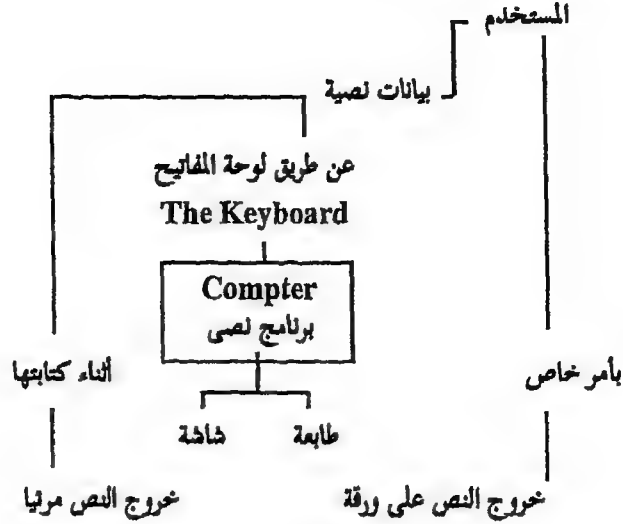 المستخدم
بيانات نصية
عن طريق لوحة المفاتيح
The Keyboard
Compter
برنامج نصى
بأمر خاص
أثناء كتابتها
طابعة
شاشة
خروج النص على ورقة
خروج النص مرئيا